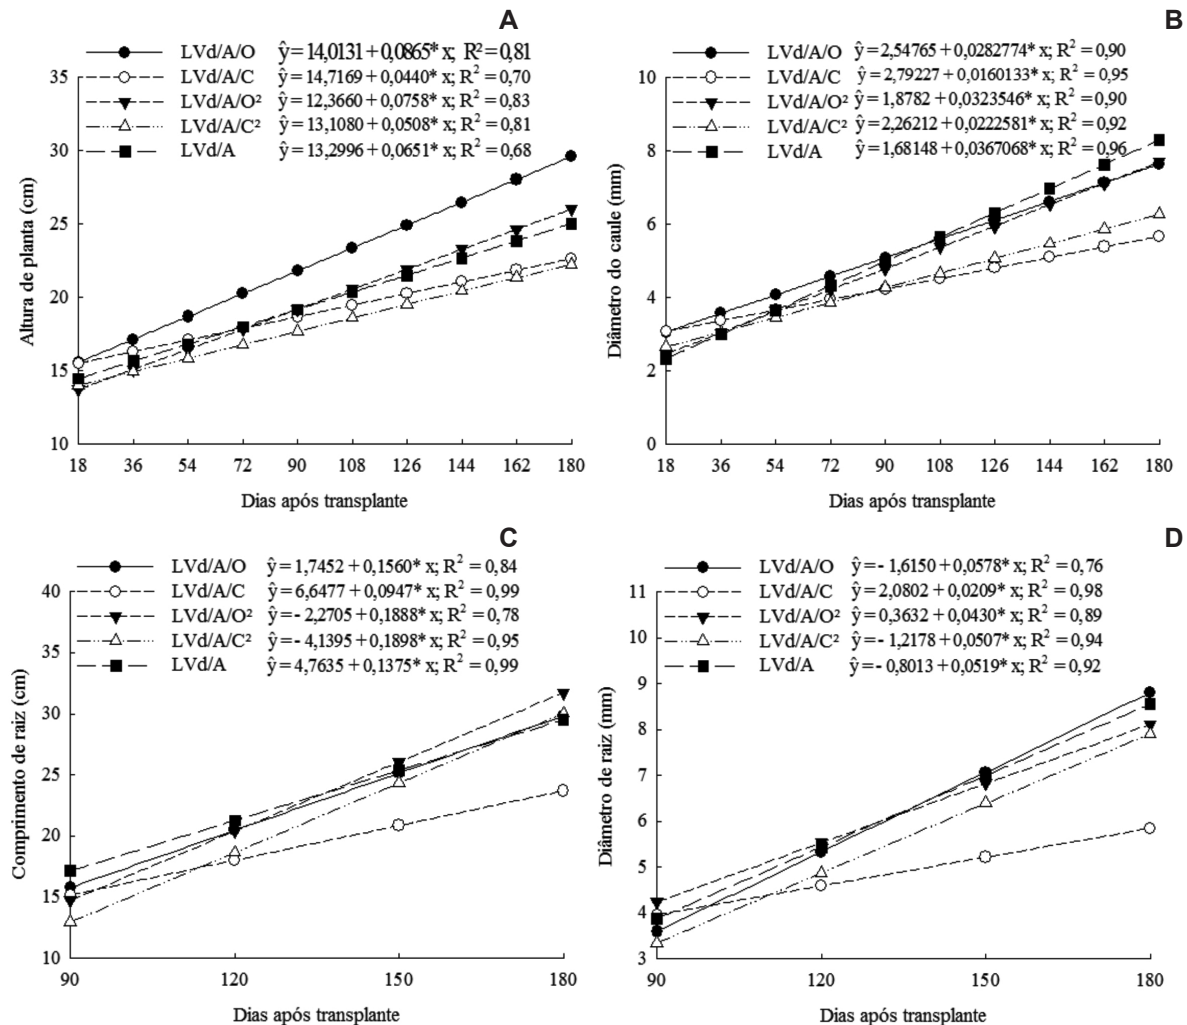 A
LVd/A/O ŷ = 14,0131 + 0,0865* x; R² = 0,81
LVd/A/C ŷ = 14,7169 + 0,0440* x; R² = 0,70
LVd/A/O² ŷ = 12,3660 + 0,0758* x; R² = 0,83
LVd/A/C² ŷ = 13,1080 + 0,0508* x; R² = 0,81
LVd/A ŷ = 13,2996 + 0,0651* x; R² = 0,68
35
30
25
20
15
10
Altura de planta (cm)
18 36 54 72 90 108 126 144 162 180
Dias após transplante
B
LVd/A/O ŷ = 2,54765 + 0,0282774* x; R² = 0,90
LVd/A/C ŷ = 2,79227 + 0,0160133* x; R² = 0,95
LVd/A/O² ŷ = 1,8782 + 0,0323546* x; R² = 0,90
LVd/A/C² ŷ = 2,26212 + 0,0222581* x; R² = 0,92
LVd/A ŷ = 1,68148 + 0,0367068* x; R² = 0,96
10
8
6
4
2
0
Diâmetro do caule (mm)
18 36 54 72 90 108 126 144 162 180
Dias após transplante
C
LVd/A/O ŷ = 1,7452 + 0,1560* x; R² = 0,84
LVd/A/C ŷ = 6,6477 + 0,0947* x; R² = 0,99
LVd/A/O² ŷ = - 2,2705 + 0,1888* x; R² = 0,78
LVd/A/C² ŷ = - 4,1395 + 0,1898* x; R² = 0,95
LVd/A ŷ = 4,7635 + 0,1375* x; R² = 0,99
40
35
30
25
20
15
10
Comprimento de raiz (cm)
90 120 150 180
Dias após transplante
D
LVd/A/O ŷ = - 1,6150 + 0,0578* x; R² = 0,76
LVd/A/C ŷ = 2,0802 + 0,0209* x; R² = 0,98
LVd/A/O² ŷ = 0,3632 + 0,0430* x; R² = 0,89
LVd/A/C² ŷ = - 1,2178 + 0,0507* x; R² = 0,94
LVd/A ŷ = - 0,8013 + 0,0519* x; R² = 0,92
11
10
9
8
7
6
5
4
3
Diâmetro de raiz (mm)
90 120 150 180
Dias após transplante